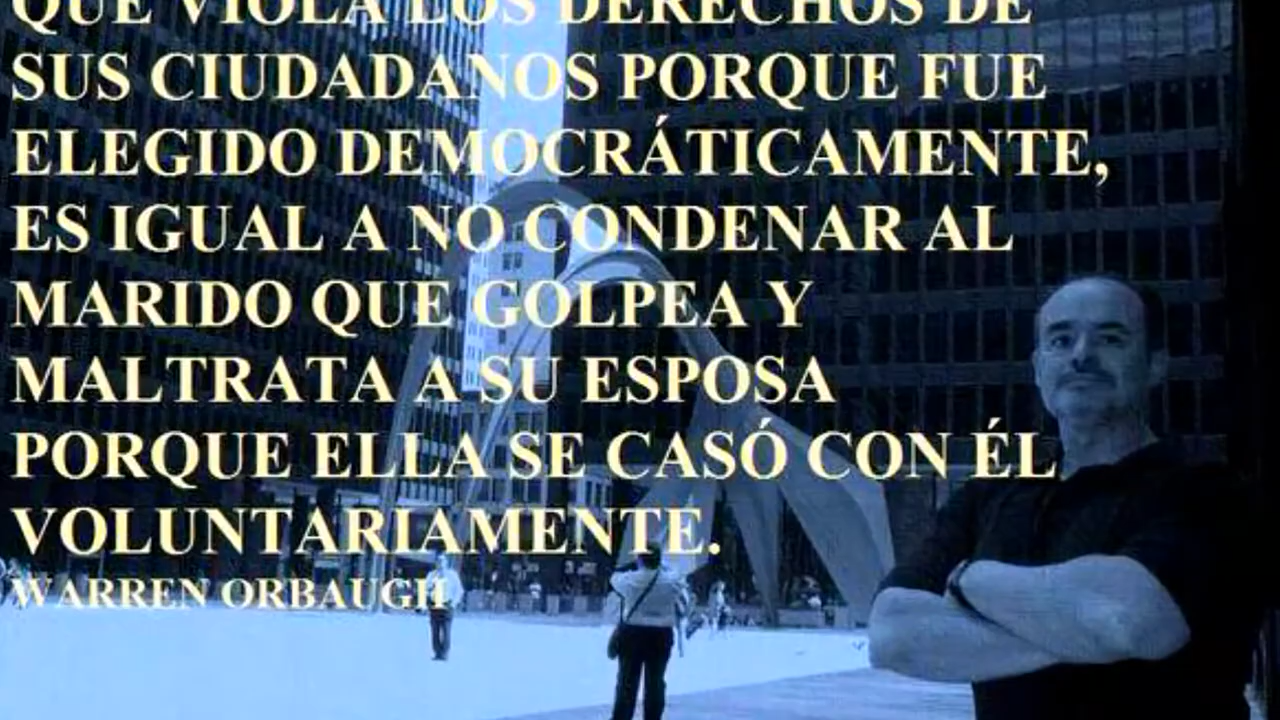 QUE VIOLA LOS DERECHOS DE
SUS CIUDADANOS PORQUE FUE
ELEGIDO DEMOCRÁTICAMENTE,
ES IGUAL A NO CONDENAR AL
MARIDO QUE GOLPEA Y
MALTRATA A SU ESPOSA
PORQUE ELLA SE CASÓ CON ÉL
VOLUNTARIAMENTE.
WARREN ORBAUGH